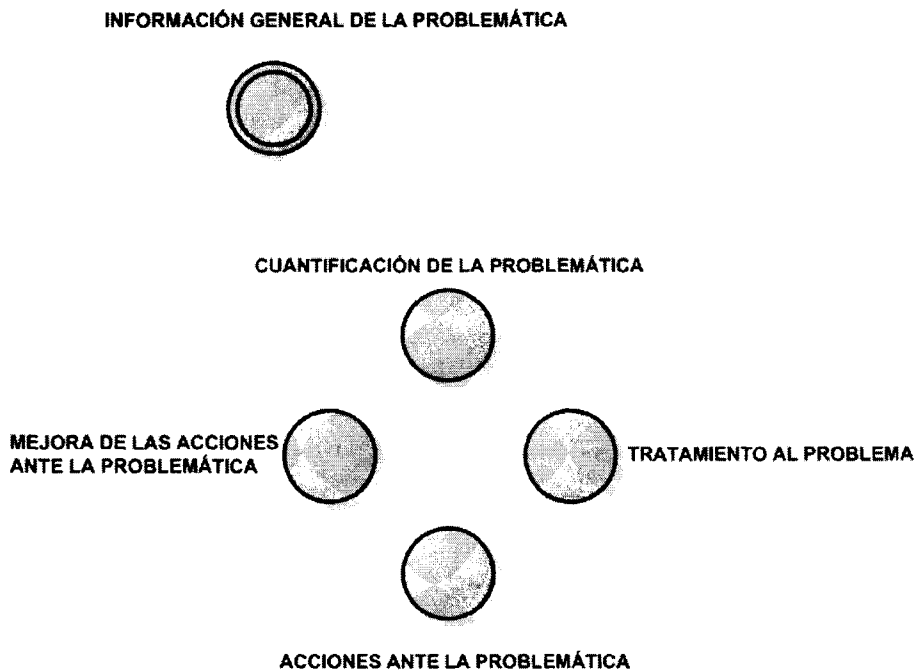 INFORMACIÓN GENERAL DE LA PROBLEMÁTICA
CUANTIFICACIÓN DE LA PROBLEMÁTICA
MEJORA DE LAS ACCIONES
ANTE LA PROBLEMÁTICA
TRATAMIENTO AL PROBLEMA
ACCIONES ANTE LA PROBLEMÁTICA